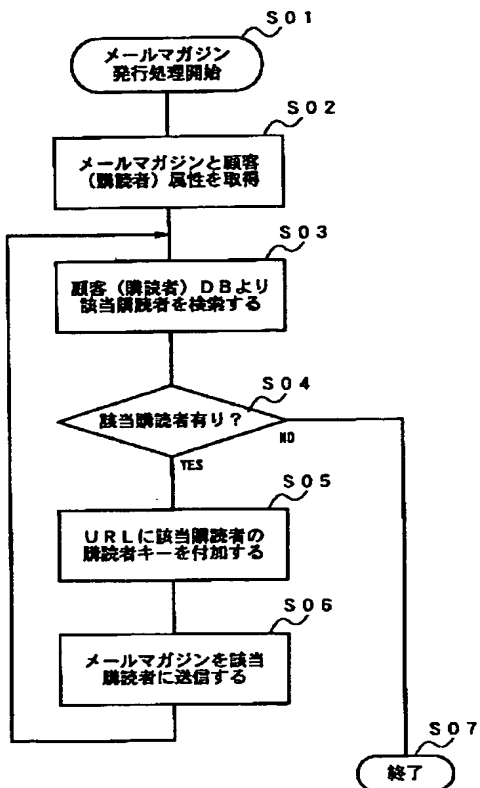 S01
メールマガジン
発行処理開始
S02
メールマガジンと顧客
（購読者）属性を取得
S03
顧客（購読者）DBより
該当購読者を検索する
S04
該当購読者有り？
NO
YES
S05
URLに該当購読者の
購読者キーを付加する
S06
メールマガジンを該当
購読者に送信する
S07
終了